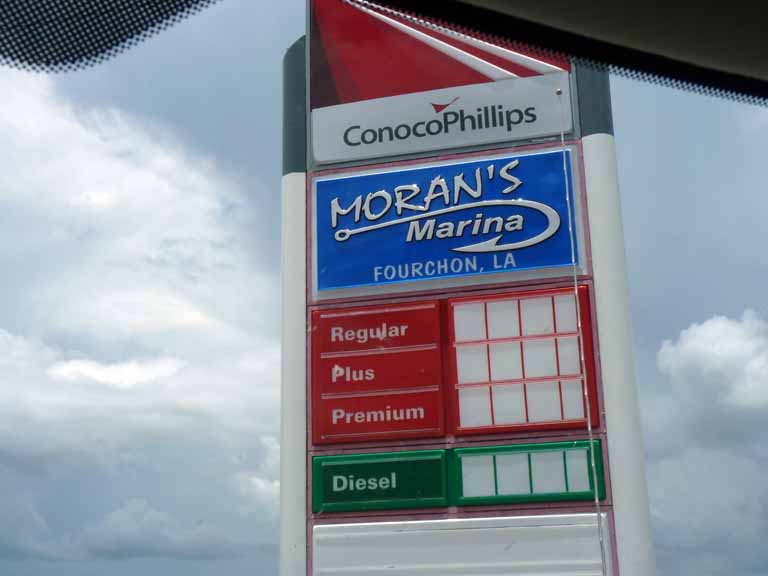 ConocoPhillips
MORAN'S
Marina
FOURCHON, LA
Regular
Plus
Premium
Diesel